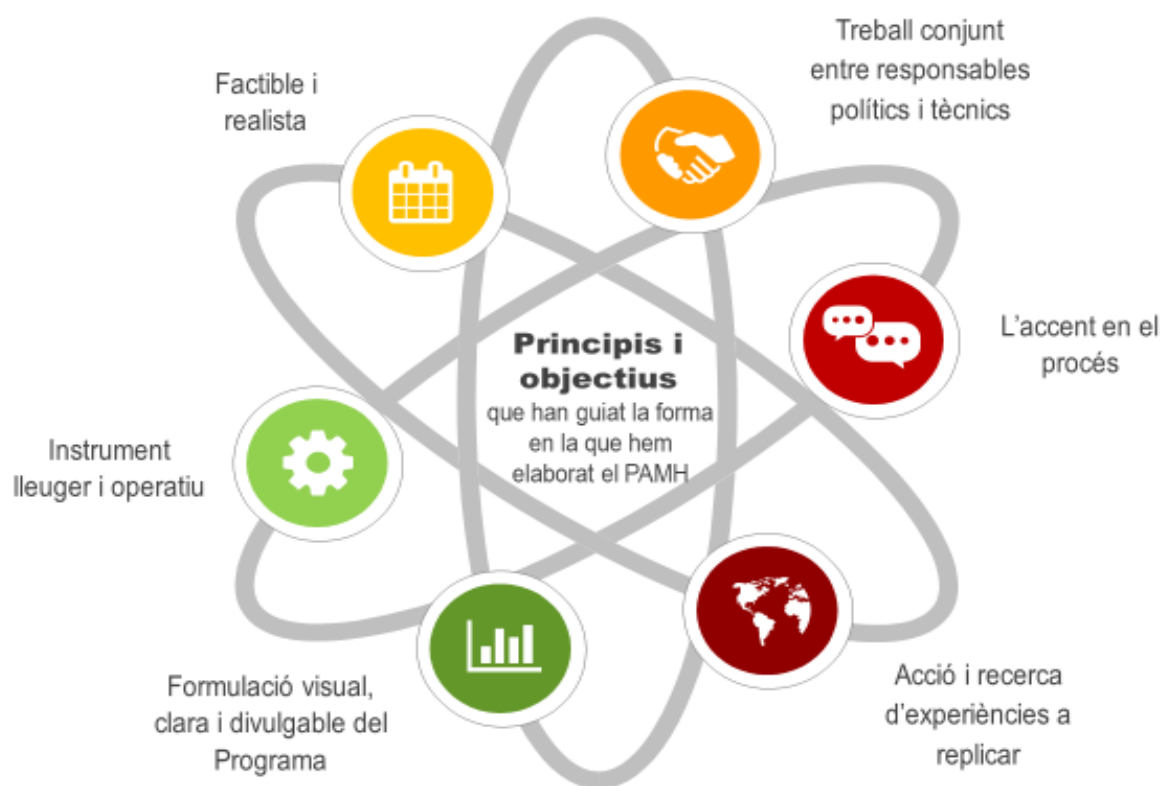 Treball conjunt
entre responsables
polítics i tècnics
Factible i
realista
L'accent en el
procés
Principis i
objectius
que han guiat la forma
en la que hem
elaborat el PAMH
Instrument
lleuger i operatiu
Formulació visual,
clara i divulgable del
Programa
Acció i recerca
d'experiències a
replicar